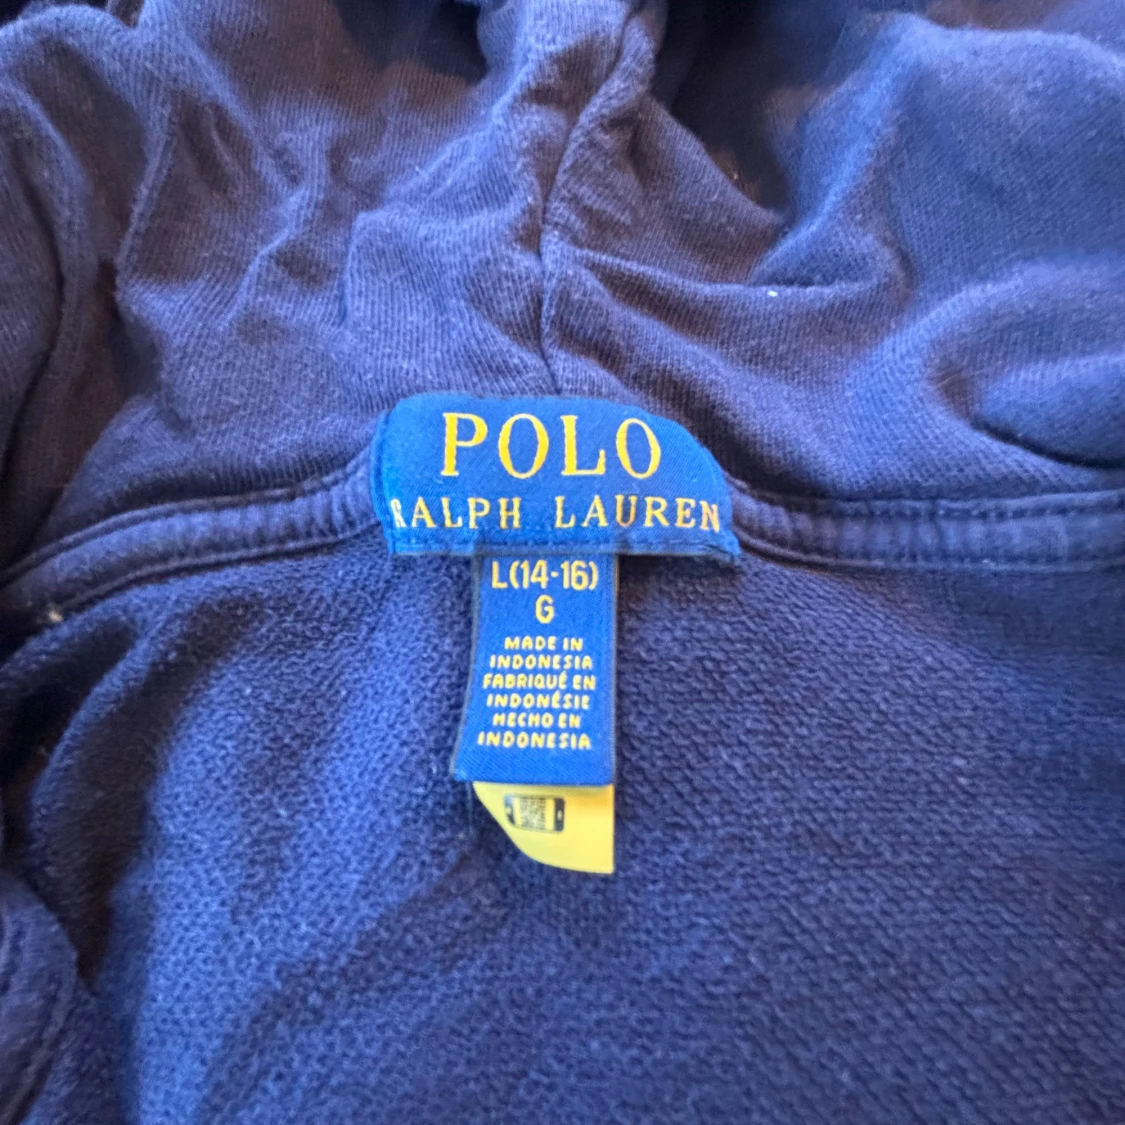 POLO
RALPH LAUREN
L(14-16)
G
MADE IN
INDONESIA
FABRIQUÉ EN
INDONÉSIE
HECHO EN
INDONESIA